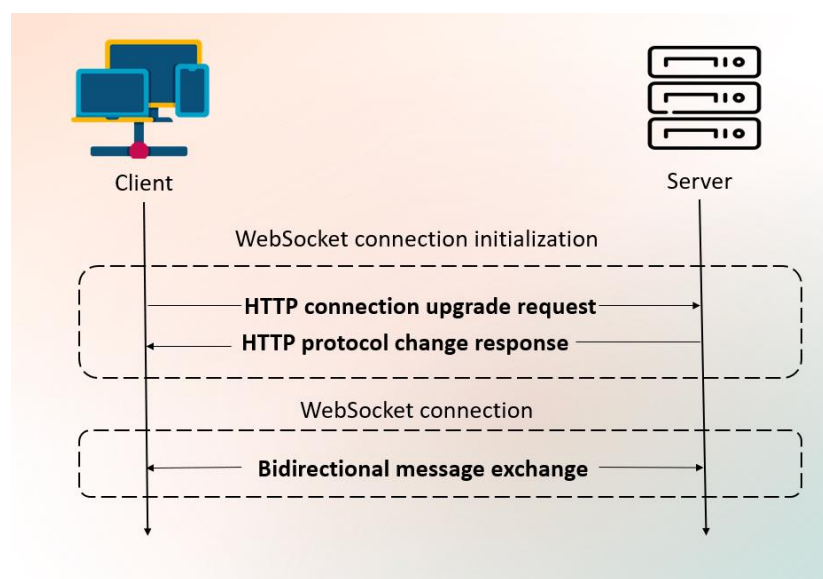 Client
Server
WebSocket connection initialization
HTTP connection upgrade request
HTTP protocol change response
WebSocket connection
Bidirectional message exchange